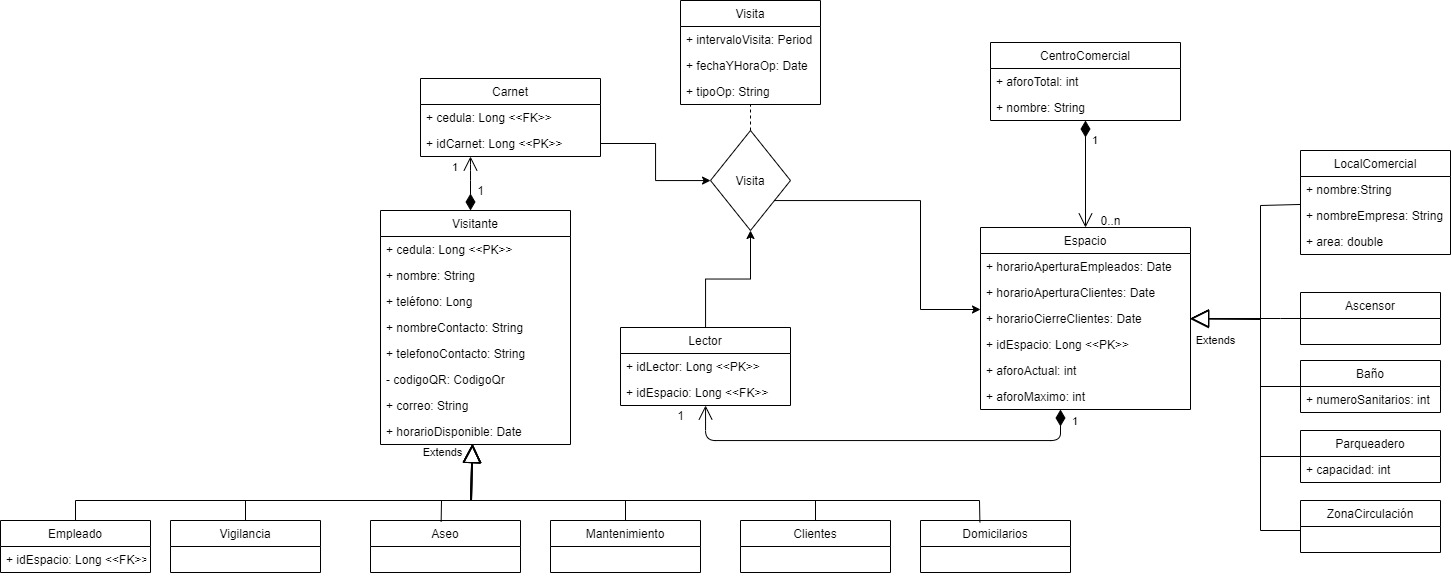 Visita
+ intervaloVisita: Period
+ fechaYHoraOp: Date
+ tipoOp: String
CentroComercial
+ aforoTotal: int
+ nombre: String
1
0..n
Carnet
+ cedula: Long <<FK>>
+ idCarnet: Long <<PK>>
1
1
Visita
Visitante
+ cedula: Long <<PK>>
+ nombre: String
+ teléfono: Long
+ nombreContacto: String
+ telefonoContacto: String
- codigoQR: CodigoQr
+ correo: String
+ horarioDisponible: Date
Extends
Lector
+ idLector: Long <<PK>>
+ idEspacio: Long <<FK>>
1
1
Espacio
+ horarioAperturaEmpleados: Date
+ horarioAperturaClientes: Date
+ horarioCierreClientes: Date
+ idEspacio: Long <<PK>>
+ aforoActual: int
+ aforoMaximo: int
Extends
LocalComercial
+ nombre:String
+ nombreEmpresa: String
+ area: double
Ascensor
Baño
+ numeroSanitarios: int
Parqueadero
+ capacidad: int
ZonaCirculación
Empleado
+ idEspacio: Long <<FK>>
Vigilancia
Aseo
Mantenimiento
Clientes
Domicilarios